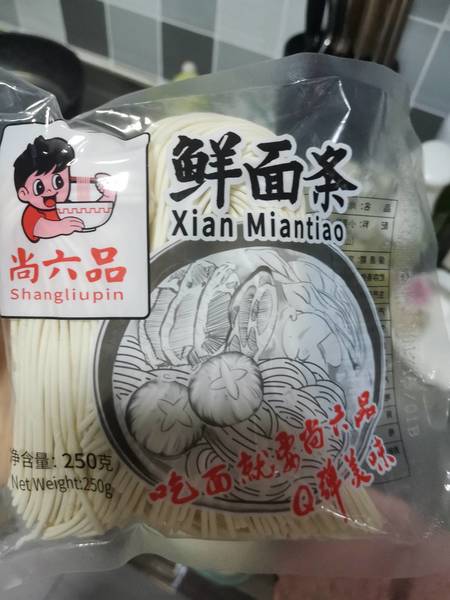 鲜面条
Xian Miantiao
尚六品
Shangliupin
净含量：250克
Net/Weight:250g
吃面就要尚六品
Q弹美味